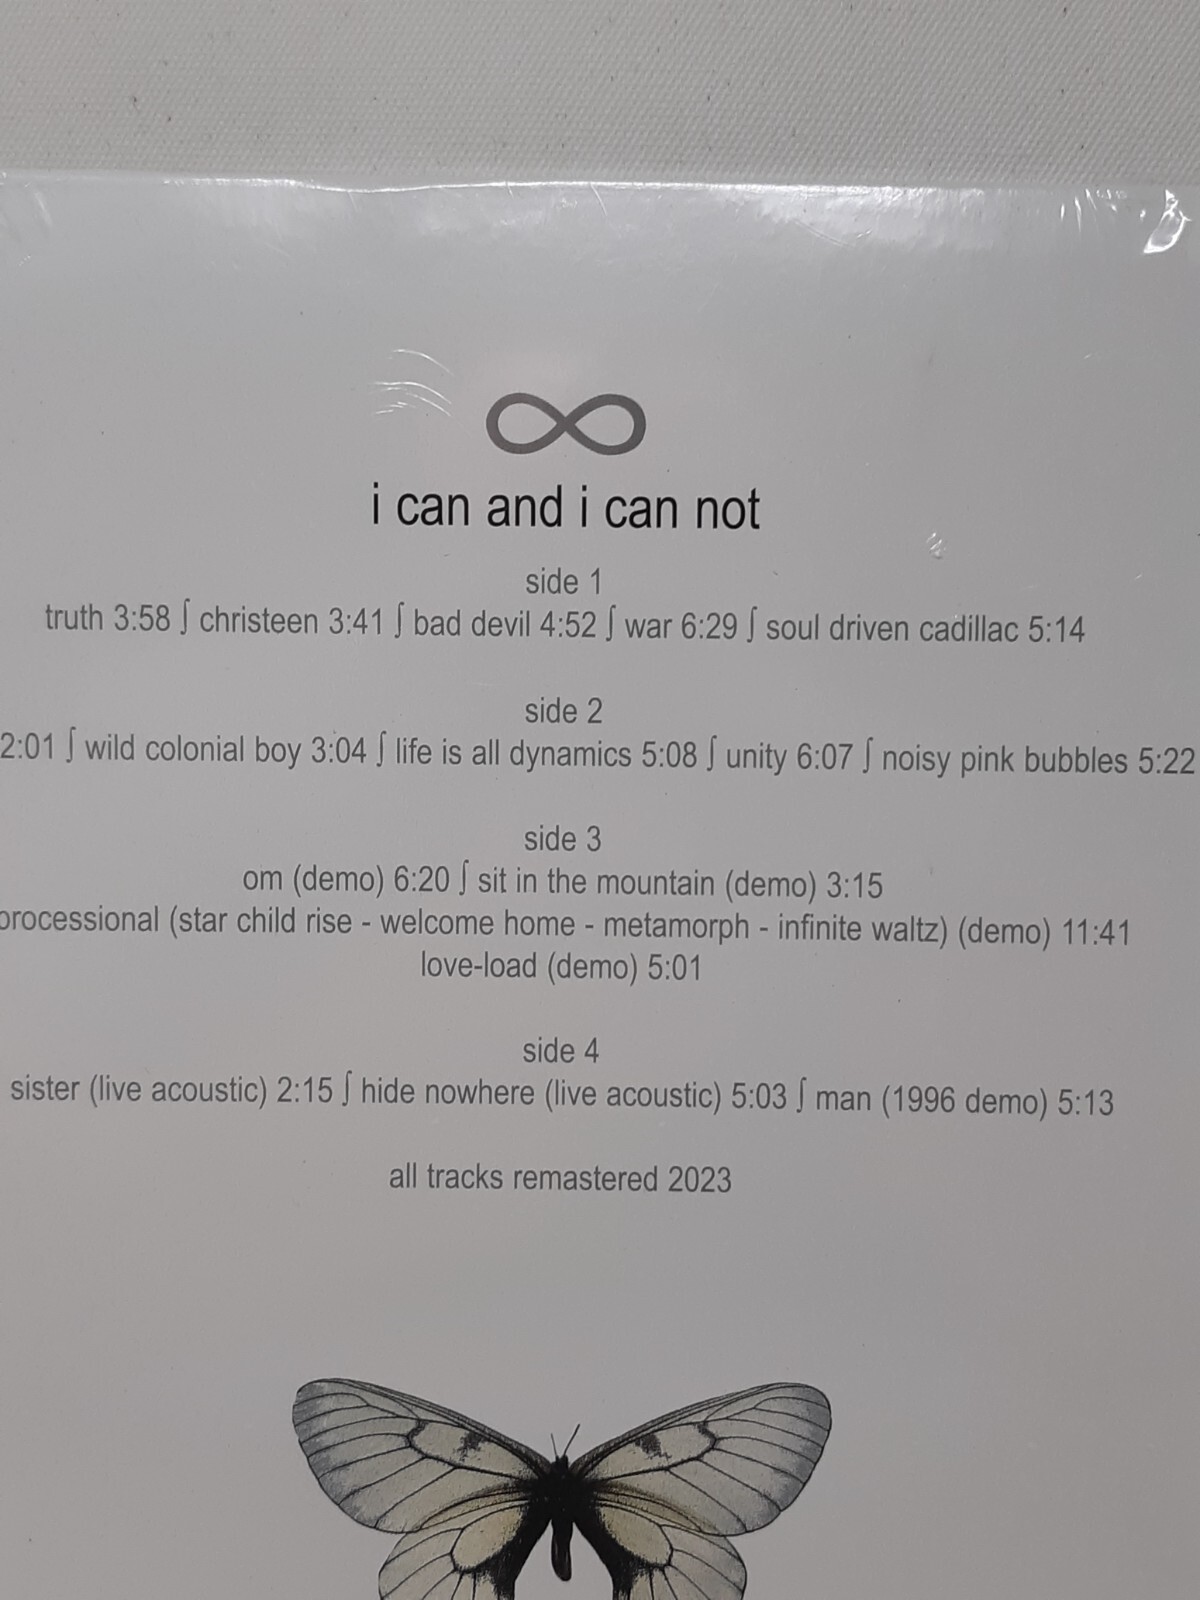 ∞
i can and i can not
side 1
truth 3:58 ∫ christeen 3:41 ∫ bad devil 4:52 ∫ war 6:29 ∫ soul driven cadillac 5:14
side 2
2:01 ∫ wild colonial boy 3:04 ∫ life is all dynamics 5:08 ∫ unity 6:07 ∫ noisy pink bubbles 5:22
side 3
om (demo) 6:20 ∫ sit in the mountain (demo) 3:15
processional (star child rise - welcome home - metamorph - infinite waltz) (demo) 11:41
love-load (demo) 5:01
side 4
sister (live acoustic) 2:15 ∫ hide nowhere (live acoustic) 5:03 ∫ man (1996 demo) 5:13
all tracks remastered 2023